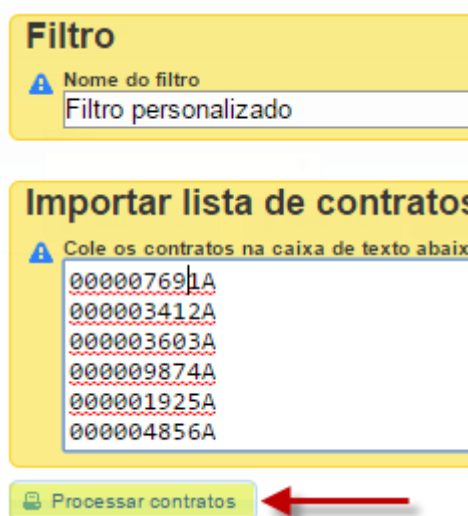 Filtro
Nome do filtro
Filtro personalizado
Importar lista de contratos
Cole os contratos na caixa de texto abaix
000007691A
000003412A
000003603A
000009874A
000001925A
000004856A
Processar contratos